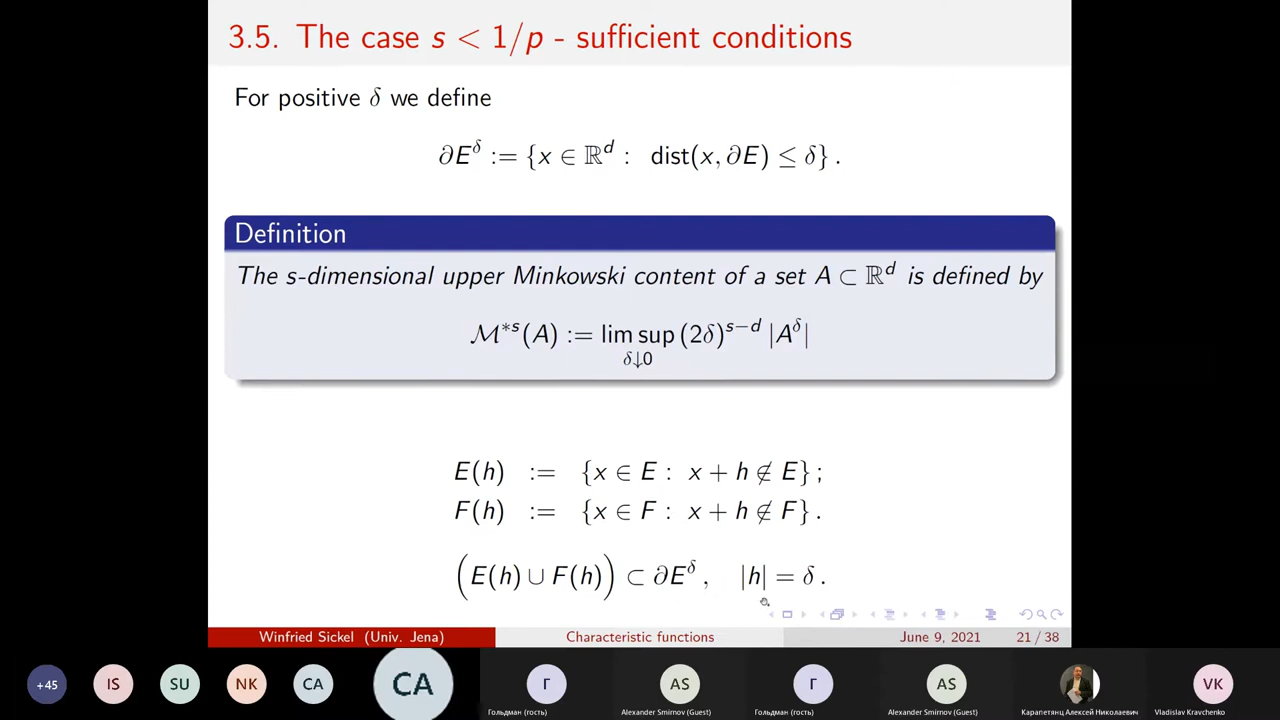 3.5. The case s < 1/p - sufficient conditions
For positive δ we define
∂E^δ := {x ∈ ℝ^d : dist(x, ∂E) ≤ δ} .
Definition
The s-dimensional upper Minkowski content of a set A ⊂ ℝ^d is defined by
ℳ^{*s}(A) := lim sup_{δ↓0} (2δ)^{s−d} |A^δ|
E(h) := {x ∈ E : x + h ∉ E} ;
F(h) := {x ∈ F : x + h ∉ F} .
(E(h) ∪ F(h)) ⊂ ∂E^δ , |h| = δ .
Winfried Sickel (Univ. Jena) Characteristic functions June 9, 2021 21 / 38
+45 IS SU NK CA CA Г AS Г AS VK
Гольдман (гость) Alexander Smirnov (Guest) Гольдман (гость) Alexander Smirnov (Guest) Карапетянц Алексей Николаевич Vladislav Kravchenko